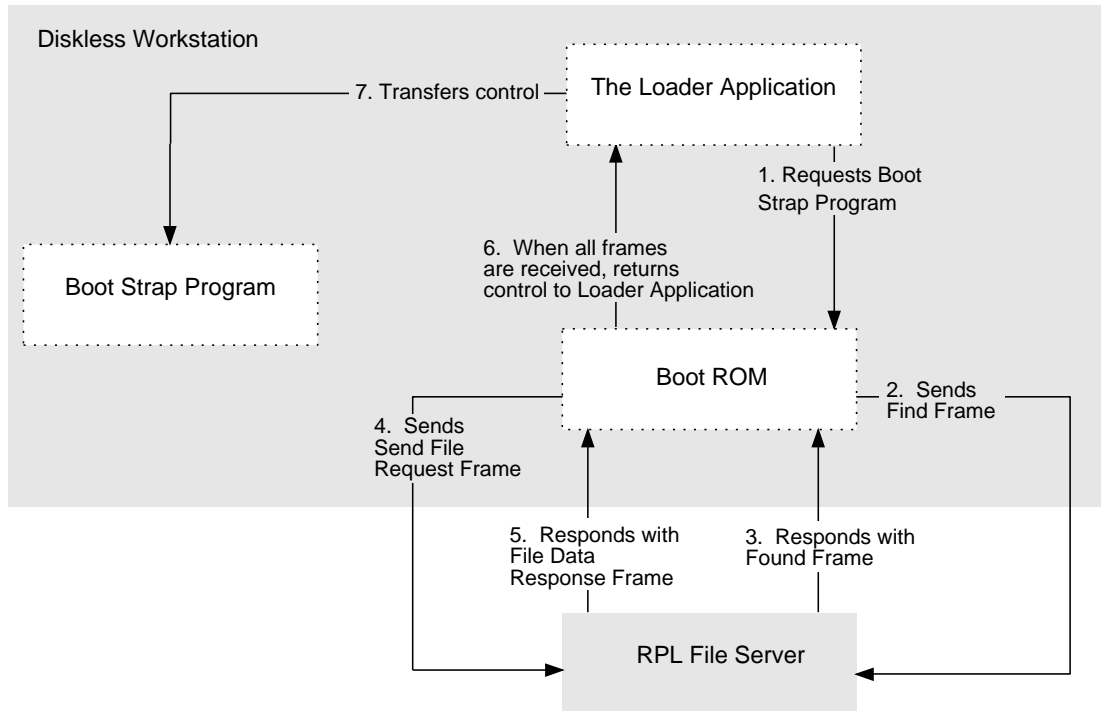 Diskless Workstation
The Loader Application
7. Transfers control
1. Requests Boot
Strap Program
6. When all frames
are received, returns
control to Loader Application
Boot Strap Program
Boot ROM
2. Sends
Find Frame
4. Sends
Send File
Request Frame
5. Responds with
File Data
Response Frame
3. Responds with
Found Frame
RPL File Server